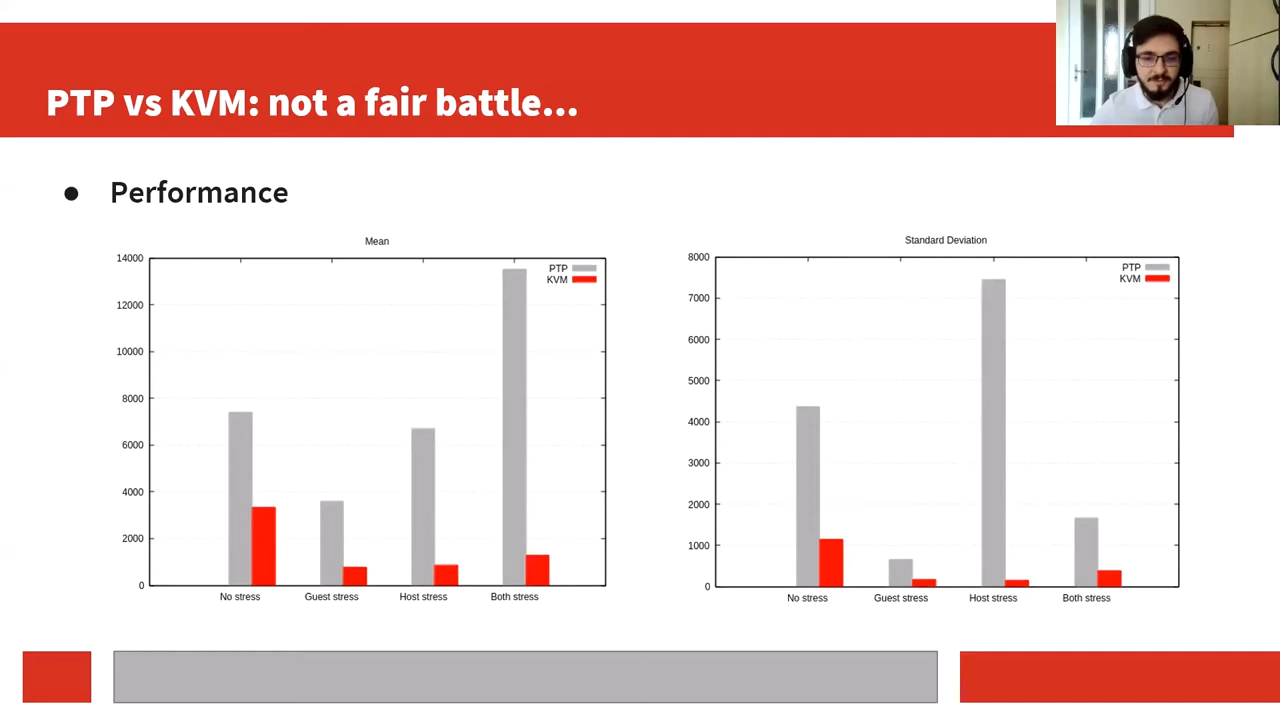 PTP vs KVM: not a fair battle...
● Performance
Mean
14000
12000
10000
8000
6000
4000
2000
0
PTP
KVM
No stress Guest stress Host stress Both stress
Standard Deviation
8000
7000
6000
5000
4000
3000
2000
1000
0
PTP
KVM
No stress Guest stress Host stress Both stress